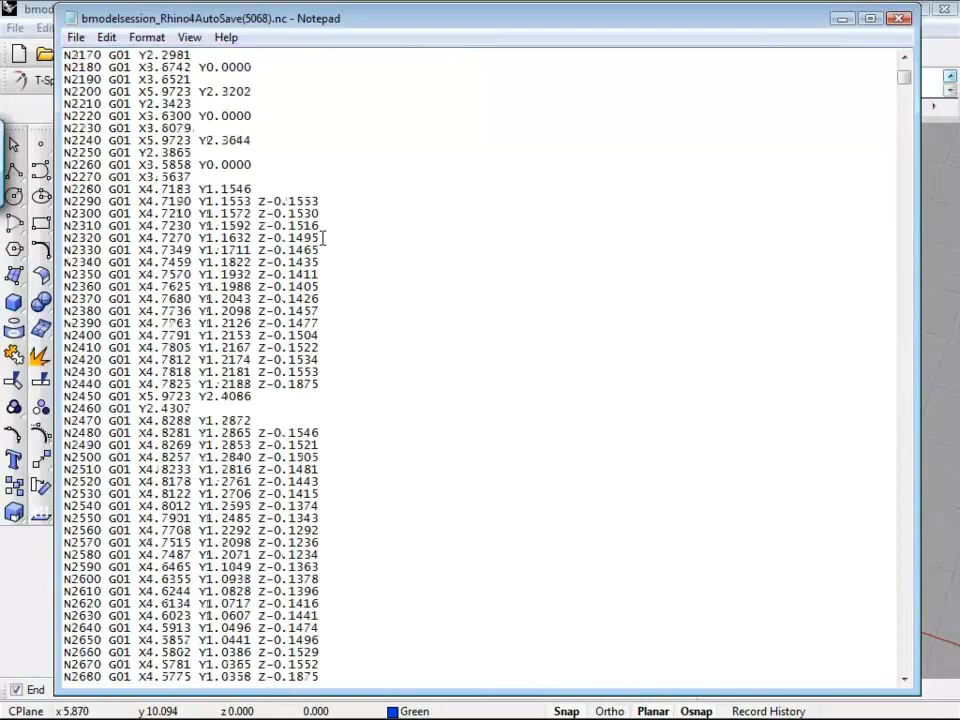 bmodelsession_Rhino4AutoSave(5068).nc - Notepad
File Edit Format View Help
N2170 G01 Y2.2981
N2180 G01 X3.6742 Y0.0000
N2190 G01 X3.6521
N2200 G01 X5.9723 Y2.3202
N2210 G01 Y2.3423
N2220 G01 X3.6300 Y0.0000
N2230 G01 X3.6079
N2240 G01 X5.9723 Y2.3644
N2250 G01 Y2.3865
N2260 G01 X3.5858 Y0.0000
N2270 G01 X3.5637
N2280 G01 X4.7183 Y1.1546
N2290 G01 X4.7190 Y1.1553 Z-0.1553
N2300 G01 X4.7210 Y1.1572 Z-0.1530
N2310 G01 X4.7230 Y1.1592 Z-0.1516
N2320 G01 X4.7270 Y1.1632 Z-0.1495
N2330 G01 X4.7349 Y1.1711 Z-0.1465
N2340 G01 X4.7459 Y1.1822 Z-0.1435
N2350 G01 X4.7570 Y1.1932 Z-0.1411
N2360 G01 X4.7625 Y1.1988 Z-0.1405
N2370 G01 X4.7680 Y1.2043 Z-0.1426
N2380 G01 X4.7736 Y1.2098 Z-0.1457
N2390 G01 X4.7763 Y1.2126 Z-0.1477
N2400 G01 X4.7791 Y1.2153 Z-0.1504
N2410 G01 X4.7805 Y1.2167 Z-0.1522
N2420 G01 X4.7812 Y1.2174 Z-0.1534
N2430 G01 X4.7818 Y1.2181 Z-0.1553
N2440 G01 X4.7825 Y1.2188 Z-0.1875
N2450 G01 X5.9723 Y2.4086
N2460 G01 Y2.4307
N2470 G01 X4.8288 Y1.2872
N2480 G01 X4.8281 Y1.2865 Z-0.1546
N2490 G01 X4.8269 Y1.2853 Z-0.1521
N2500 G01 X4.8257 Y1.2840 Z-0.1505
N2510 G01 X4.8233 Y1.2816 Z-0.1481
N2520 G01 X4.8178 Y1.2761 Z-0.1443
N2530 G01 X4.8122 Y1.2706 Z-0.1415
N2540 G01 X4.8012 Y1.2595 Z-0.1374
N2550 G01 X4.7901 Y1.2485 Z-0.1343
N2560 G01 X4.7708 Y1.2292 Z-0.1292
N2570 G01 X4.7515 Y1.2098 Z-0.1236
N2580 G01 X4.7487 Y1.2071 Z-0.1234
N2590 G01 X4.6465 Y1.1049 Z-0.1363
N2600 G01 X4.6355 Y1.0938 Z-0.1378
N2610 G01 X4.6244 Y1.0828 Z-0.1396
N2620 G01 X4.6134 Y1.0717 Z-0.1416
N2630 G01 X4.6023 Y1.0607 Z-0.1441
N2640 G01 X4.5913 Y1.0496 Z-0.1474
N2650 G01 X4.5857 Y1.0441 Z-0.1496
N2660 G01 X4.5802 Y1.0386 Z-0.1529
N2670 G01 X4.5781 Y1.0365 Z-0.1552
N2680 G01 X4.5775 Y1.0358 Z-0.1875
End
CPlane x 5.870 y 10.094 z 0.000 0.000 Green Snap Ortho Planar Osnap Record History